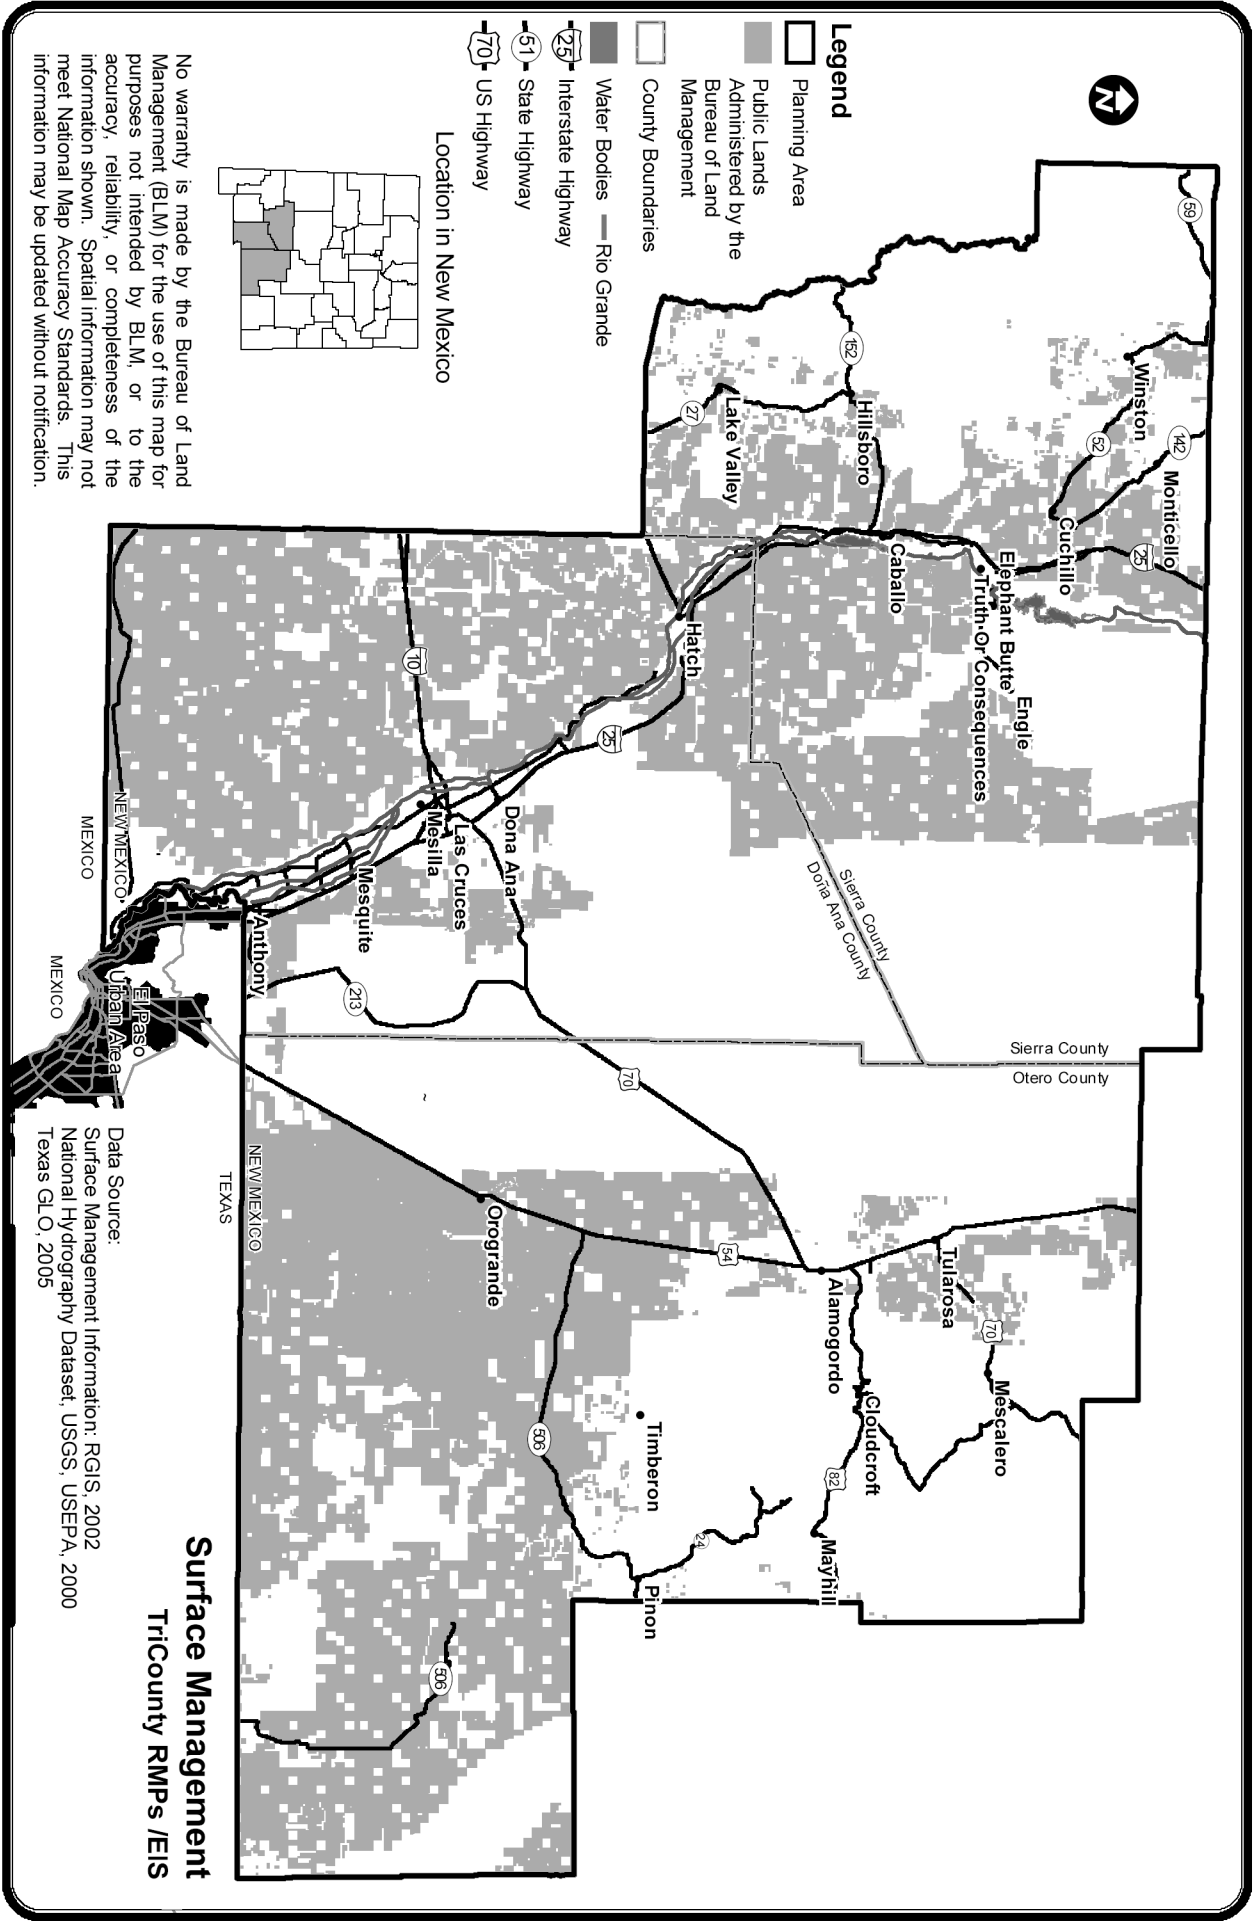 N
59
Winston
142
Monticello
52
Cuchillo
25
Elephant Butte
Truth Or Consequences
Engle
152
Hillsboro
Caballo
27
Lake Valley
Hatch
25
10
Sierra County
Doña Ana County
Sierra County
Otero County
Dona Ana
Las Cruces
Mesilla
Mesquite
Anthony
213
70
54
Tularosa
70
Mescalero
Alamogordo
Cloudcroft
82
Mayhill
24
Timberon
Pinon
506
Orogrande
506
NEW MEXICO
MEXICO
NEW MEXICO
TEXAS
El Paso
Urban Area
MEXICO
Legend
Planning Area
Public Lands
Administered by the
Bureau of Land
Management
County Boundaries
Water Bodies
Rio Grande
25
Interstate Highway
51
State Highway
70
US Highway
Location in New Mexico
No warranty is made by the Bureau of Land
Management (BLM) for the use of this map for
purposes not intended by BLM, or to the
accuracy, reliability, or completeness of the
information shown. Spatial information may not
meet National Map Accuracy Standards. This
information may be updated without notification.
Data Source:
Surface Management Information: RGIS, 2002
National Hydrography Dataset, USGS, USEPA, 2000
Texas GLO, 2005
Surface Management
TriCounty RMPs /EIS